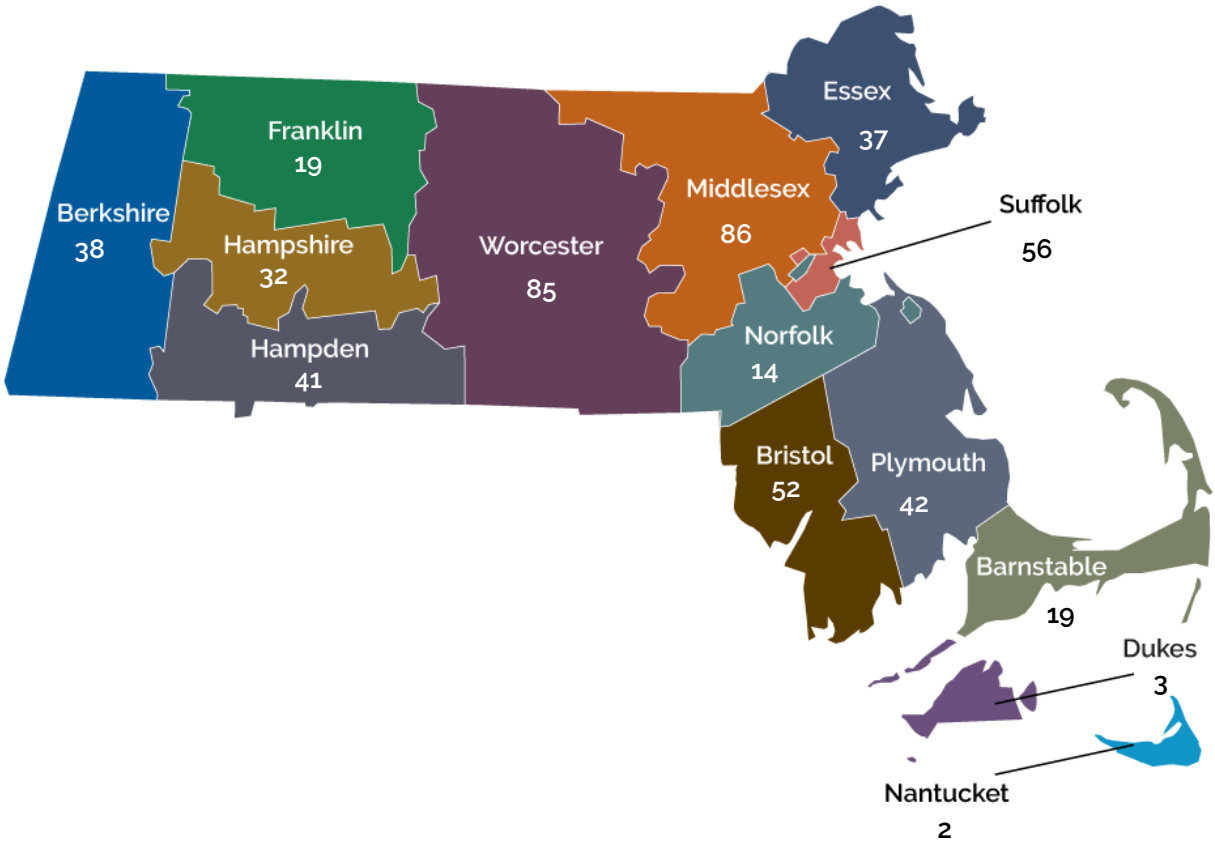 Essex
37
Franklin
19
Middlesex
86
Suffolk
56
Berkshire
38
Hampshire
32
Worcester
85
Norfolk
14
Hampden
41
Bristol
52
Plymouth
42
Barnstable
19
Dukes
3
Nantucket
2